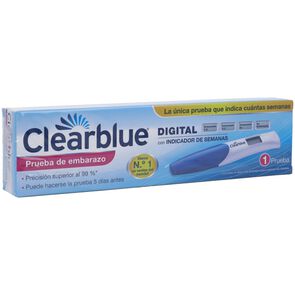 La única prueba que indica cuántas semanas
Clearblue
DIGITAL
con INDICADOR DE SEMANAS
Prueba de embarazo
• Precisión superior al 99 %*
• Puede hacerse la prueba 5 días antes
N.º 1
Clearblue
1 Prueba